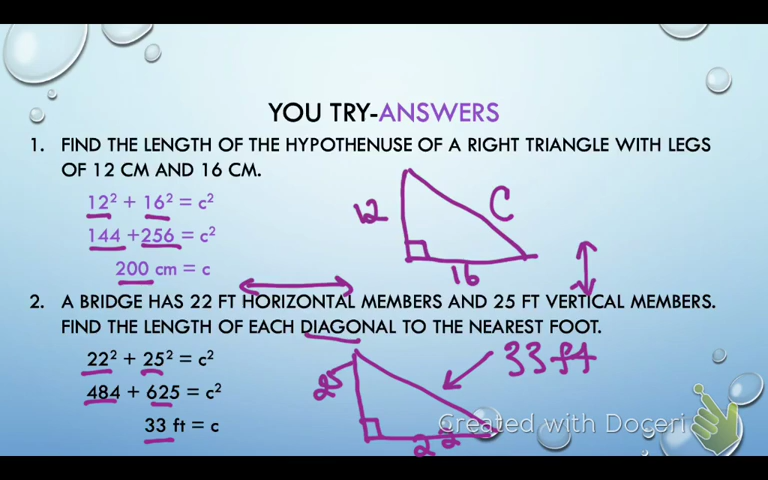 YOU TRY-ANSWERS
1. FIND THE LENGTH OF THE HYPOTHENUSE OF A RIGHT TRIANGLE WITH LEGS
OF 12 CM AND 16 CM.
12² + 16² = c²
12
C
144 +256 = c²
200 cm = c
16
2. A BRIDGE HAS 22 FT HORIZONTAL MEMBERS AND 25 FT VERTICAL MEMBERS.
FIND THE LENGTH OF EACH DIAGONAL TO THE NEAREST FOOT.
22² + 25² = c²
33 ft
25
484 + 625 = c²
33 ft = c
22
Created with Doceri